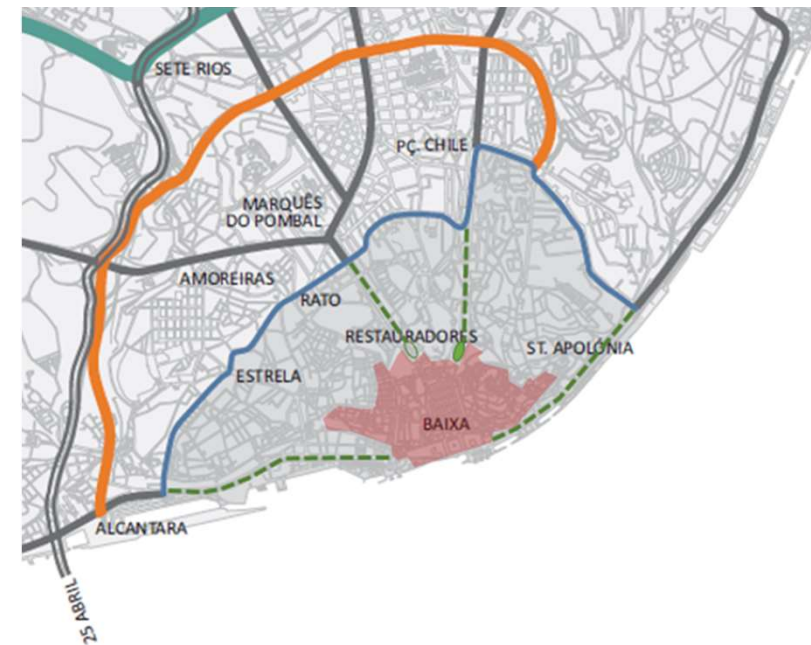 SETE RIOS
PÇ. CHILE
MARQUÊS
DO POMBAL
AMOREIRAS
RATO
RESTAURADORES
ST. APOLÓNIA
ESTRELA
BAIXA
ALCANTARA
25 ABRIL